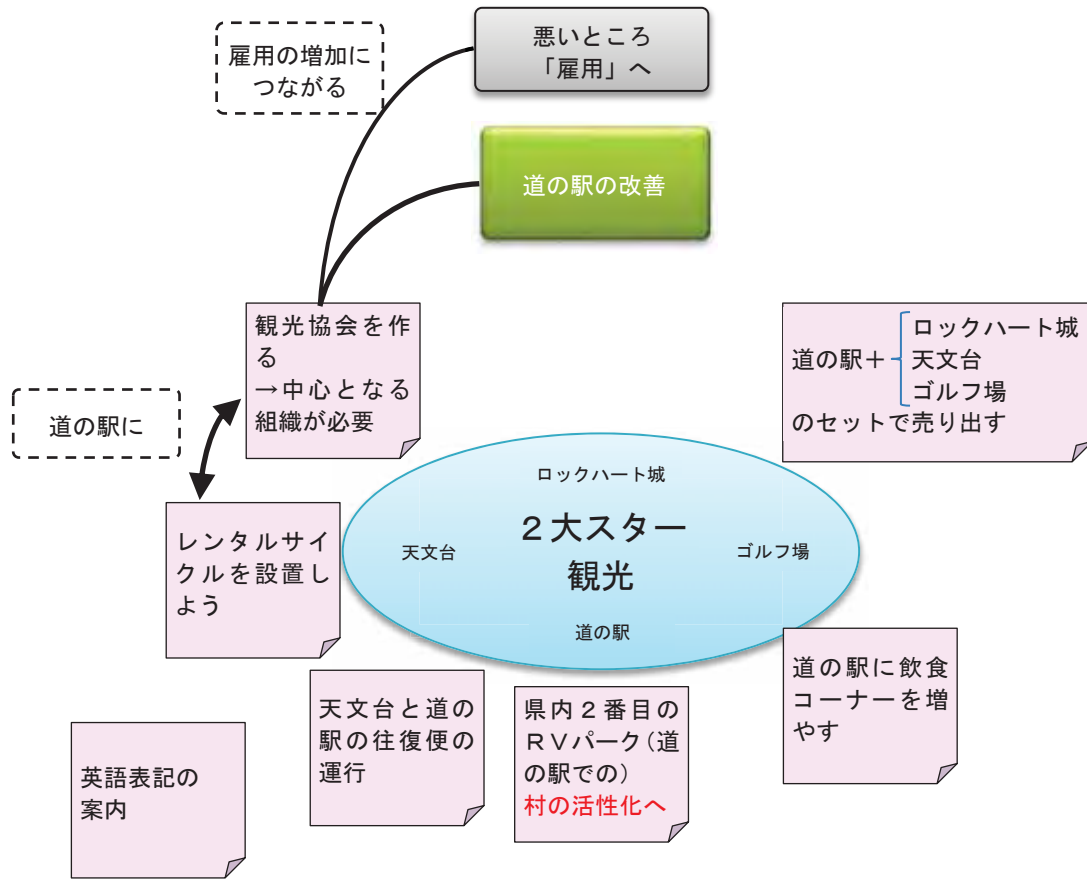 雇用の増加に
つながる
悪いところ
「雇用」へ
道の駅の改善
観光協会を作
る
→中心となる
組織が必要
道の駅＋
ロックハート城
天文台
ゴルフ場
のセットで売り出す
道の駅に
レンタルサイ
クルを設置し
よう
ロックハート城
２大スター
観光
天文台
ゴルフ場
道の駅
道の駅に飲食
コーナーを増
やす
天文台と道の
駅の往復便の
運行
県内２番目の
ＲＶパーク（道
の駅での）
村の活性化へ
英語表記の
案内